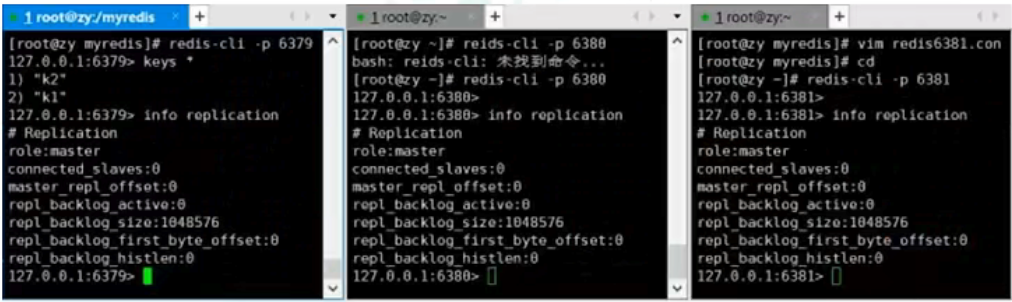 1 root@zy:/myredis × +
[root@zy myredis]# redis-cli -p 6379
127.0.0.1:6379> keys *
1) "k2"
2) "k1"
127.0.0.1:6379> info replication
# Replication
role:master
connected_slaves:0
master_repl_offset:0
repl_backlog_active:0
repl_backlog_size:1048576
repl_backlog_first_byte_offset:0
repl_backlog_histlen:0
127.0.0.1:6379>
1 root@zy:~ × +
[root@zy ~]# reids-cli -p 6380
bash: reids-cli: 未找到命令...
[root@zy ~]# redis-cli -p 6380
127.0.0.1:6380>
127.0.0.1:6380> info replication
# Replication
role:master
connected_slaves:0
master_repl_offset:0
repl_backlog_active:0
repl_backlog_size:1048576
repl_backlog_first_byte_offset:0
repl_backlog_histlen:0
127.0.0.1:6380>
1 root@zy:~ × +
[root@zy myredis]# vim redis6381.con
[root@zy myredis]# cd
[root@zy ~]# redis-cli -p 6381
127.0.0.1:6381>
127.0.0.1:6381> info replication
# Replication
role:master
connected_slaves:0
master_repl_offset:0
repl_backlog_active:0
repl_backlog_size:1048576
repl_backlog_first_byte_offset:0
repl_backlog_histlen:0
127.0.0.1:6381>